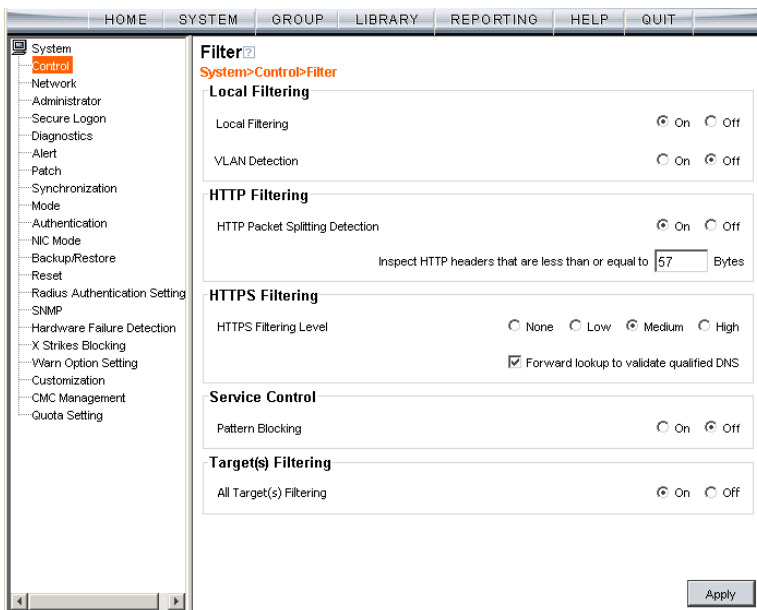 HOME SYSTEM GROUP LIBRARY REPORTING HELP QUIT
System
Control
Network
Administrator
Secure Logon
Diagnostics
Alert
Patch
Synchronization
Mode
Authentication
NIC Mode
Backup/Restore
Reset
Radius Authentication Setting
SNMP
Hardware Failure Detection
X Strikes Blocking
Warn Option Setting
Customization
CMC Management
Quota Setting
Filter ?
System>Control>Filter
Local Filtering
Local Filtering On Off
VLAN Detection On Off
HTTP Filtering
HTTP Packet Splitting Detection On Off
Inspect HTTP headers that are less than or equal to 57 Bytes
HTTPS Filtering
HTTPS Filtering Level None Low Medium High
Forward lookup to validate qualified DNS
Service Control
Pattern Blocking On Off
Target(s) Filtering
All Target(s) Filtering On Off
Apply